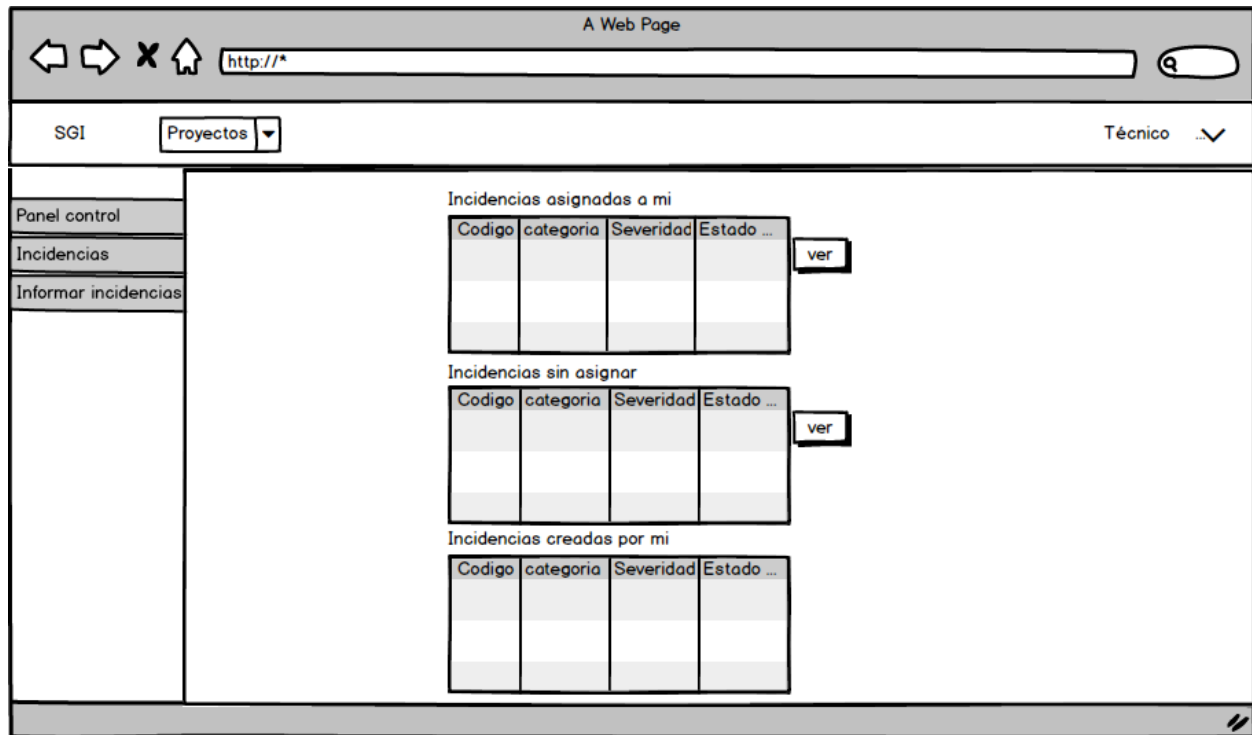 A Web Page
http://*
SGI Proyectos Técnico ...
Panel control
Incidencias
Informar incidencias
Incidencias asignadas a mi
Codigo categoria Severidad Estado ...
ver
Incidencias sin asignar
Codigo categoria Severidad Estado ...
ver
Incidencias creadas por mi
Codigo categoria Severidad Estado ...